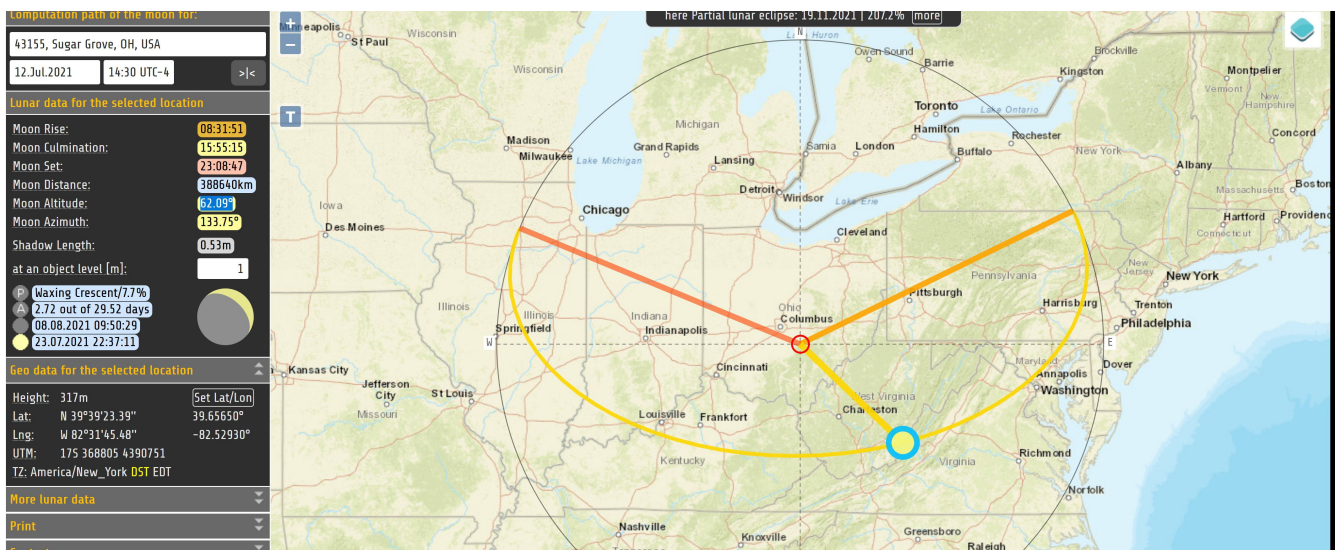 Computation path of the moon for:
43155, Sugar Grove, OH, USA
12.Jul.2021 14:30 UTC-4 >|<
Lunar data for the selected location
Moon Rise: 08:31:51
Moon Culmination: 15:55:15
Moon Set: 23:08:47
Moon Distance: 388640km
Moon Altitude: 62.09°
Moon Azimuth: 133.75°
Shadow Length: 0.53m
at an object level [m]: 1
P Waxing Crescent/7.7%
A 2.72 out of 29.52 days
08.08.2021 09:50:29
23.07.2021 22:37:11
Geo data for the selected location
Height: 317m Set Lat/Lon
Lat: N 39°39'23.39'' 39.65650°
Lng: W 82°31'45.48'' -82.52930°
UTM: 17S 368805 4390751
TZ: America/New_York DST EDT
More lunar data
Print
here Partial lunar eclipse: 19.11.2021 | 207.2% more
+
−
T
N
W
E
eapolis
St Paul
Wisconsin
Wisconsin
Owen Sound
Barrie
Brockville
Kingston
Montpelier
Vermont
New Hampshire
Toronto
Lake Ontario
Michigan
Hamilton
Rochester
Concord
Madison
Grand Rapids
Sarnia
London
Buffalo
New York
Milwaukee
Lake Michigan
Lansing
Albany
Detroit
Windsor
Lake Erie
Massachusetts
Boston
Iowa
Chicago
Hartford
Providenc
Des Moines
Cleveland
Connecticut
New Jersey
New York
Pennsylvania
Illinois
Illinois
Indiana
Ohio
Pittsburgh
Harrisburg
Trenton
Springfield
Indianapolis
Columbus
Philadelphia
Kansas City
Cincinnati
Maryland
Dover
Jefferson City
St Louis
Annapolis
Washington
Missouri
Louisville
Frankfort
Charleston
West Virginia
Kentucky
Virginia
Richmond
Norfolk
Nashville
Knoxville
Greensboro
Raleigh